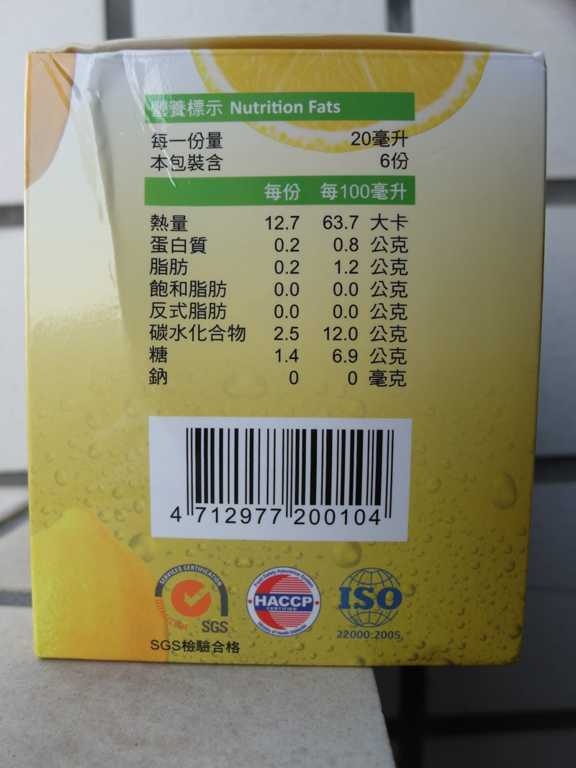 營養標示 Nutrition Fats
每一份量 20毫升
本包裝含 6份
每份 每100毫升
熱量 12.7 63.7 大卡
蛋白質 0.2 0.8 公克
脂肪 0.2 1.2 公克
飽和脂肪 0.0 0.0 公克
反式脂肪 0.0 0.0 公克
碳水化合物 2.5 12.0 公克
糖 1.4 6.9 公克
鈉 0 0 毫克
4 712977 200104
SERVICES CERTIFICATION
SGS
SGS檢驗合格
HACCP
CERTIFIED
ISO
22000:2005